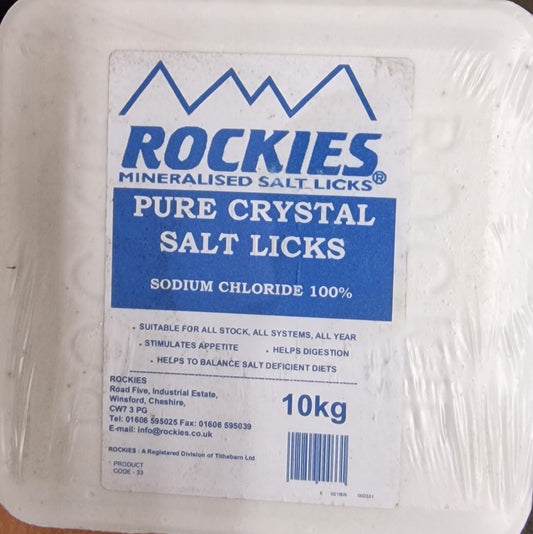 ROCKIES®
MINERALISED SALT LICKS
PURE CRYSTAL
SALT LICKS
SODIUM CHLORIDE 100%
• SUITABLE FOR ALL STOCK, ALL SYSTEMS, ALL YEAR
• STIMULATES APPETITE • HELPS DIGESTION
• HELPS TO BALANCE SALT DEFICIENT DIETS
ROCKIES
Road Five, Industrial Estate,
Winsford, Cheshire,
CW7 3 PG
Tel: 01606 595025 Fax: 01606 595039
E-mail: info@rockies.co.uk
10kg
ROCKIES : A Registered Division of Tithebarn Ltd
PRODUCT
CODE - 33